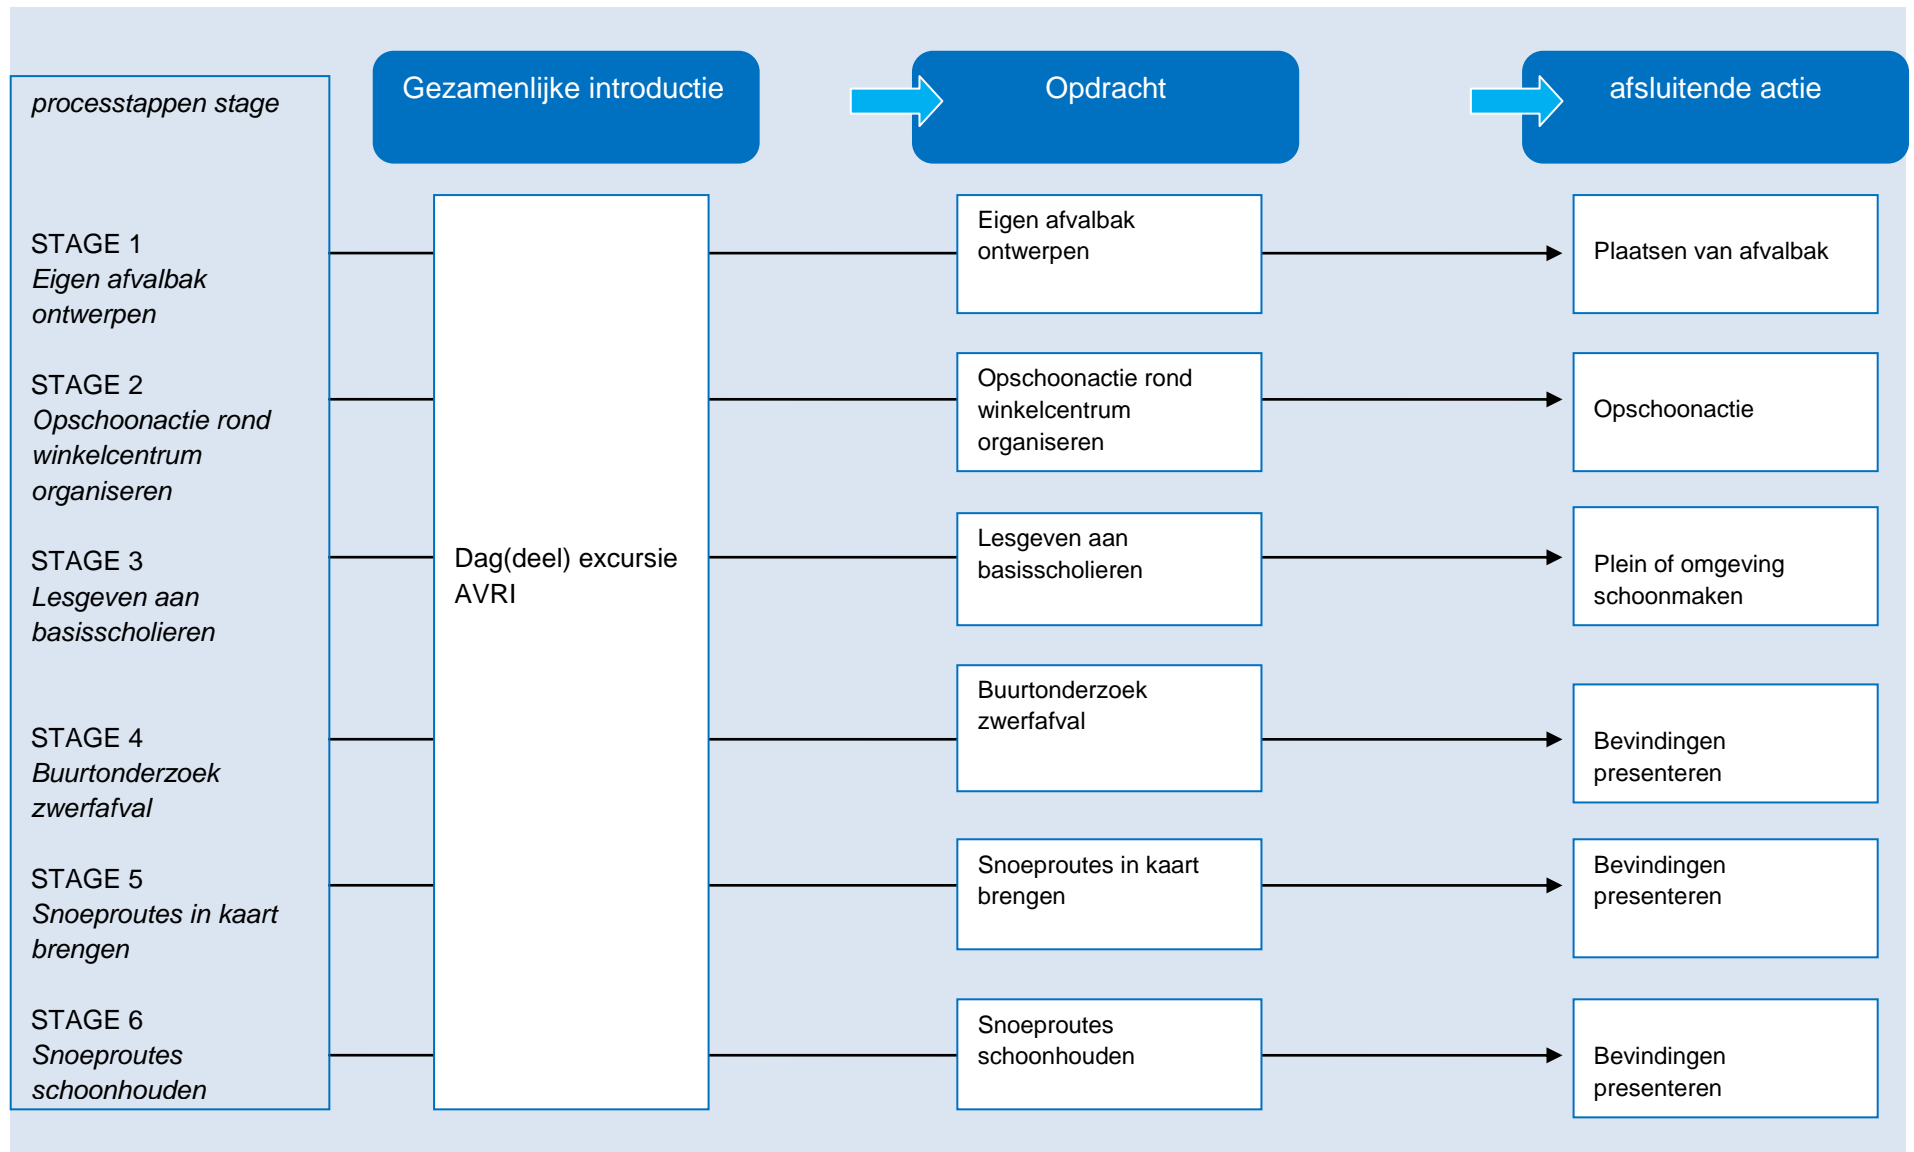 Gezamenlijke introductie
Opdracht
afsluitende actie
processtappen stage
STAGE 1
Eigen afvalbak
ontwerpen
STAGE 2
Opschoonactie rond
winkelcentrum
organiseren
STAGE 3
Lesgeven aan
basisscholieren
STAGE 4
Buurtonderzoek
zwerfafval
STAGE 5
Snoeproutes in kaart
brengen
STAGE 6
Snoeproutes
schoonhouden
Dag(deel) excursie
AVRI
Eigen afvalbak
ontwerpen
Opschoonactie rond
winkelcentrum
organiseren
Lesgeven aan
basisscholieren
Buurtonderzoek
zwerfafval
Snoeproutes in kaart
brengen
Snoeproutes
schoonhouden
Plaatsen van afvalbak
Opschoonactie
Plein of omgeving
schoonmaken
Bevindingen
presenteren
Bevindingen
presenteren
Bevindingen
presenteren